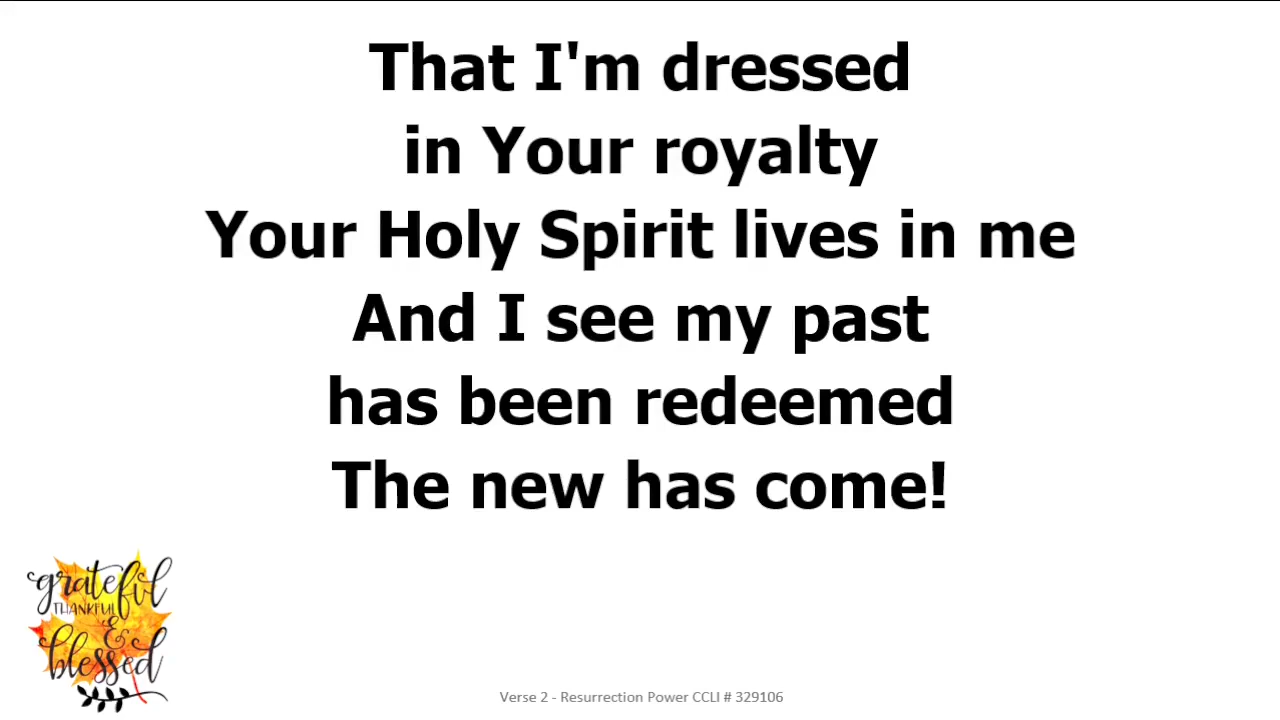 That I'm dressed
in Your royalty
Your Holy Spirit lives in me
And I see my past
has been redeemed
The new has come!
grateful
THANKFUL
&
blessed
Verse 2 - Resurrection Power CCLI # 329106